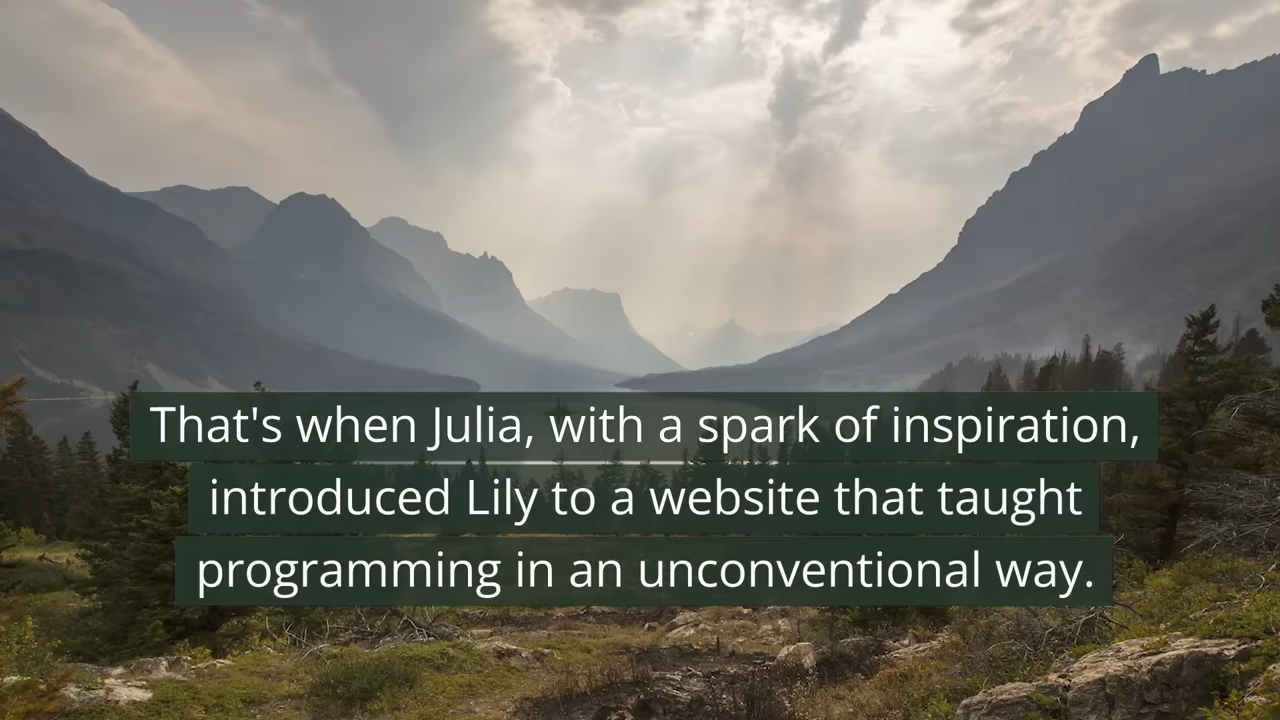 That's when Julia, with a spark of inspiration,
introduced Lily to a website that taught
programming in an unconventional way.